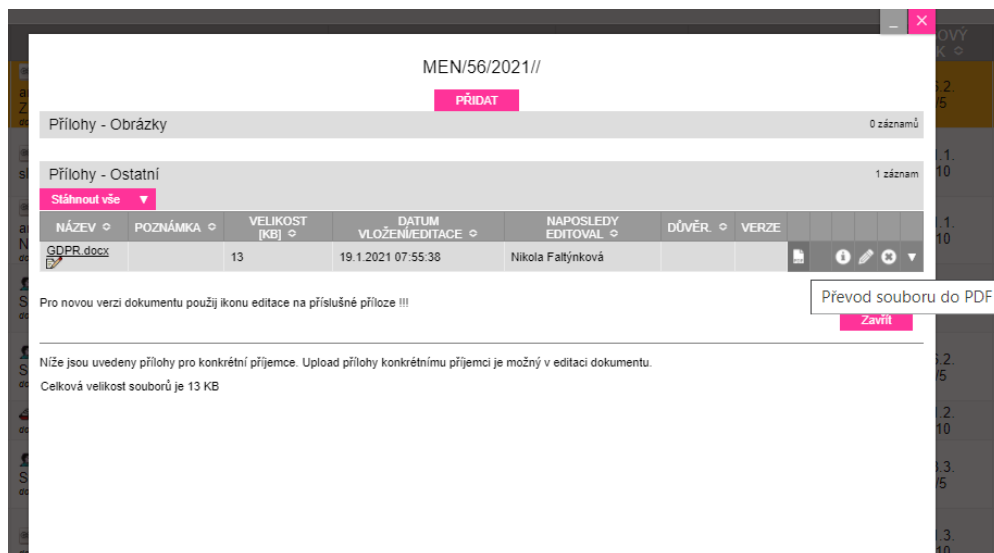 MEN/56/2021//
PŘIDAT
Přílohy - Obrázky 0 záznamů
Přílohy - Ostatní 1 záznam
Stáhnout vše ▼
NÁZEV POZNÁMKA VELIKOST [KB] DATUM VLOŽENÍ/EDITACE NAPOSLEDY EDITOVAL DŮVĚR. VERZE
GDPR.docx 13 19.1.2021 07:55:38 Nikola Faltýnková
Pro novou verzi dokumentu použij ikonu editace na příslušné příloze !!!
Převod souboru do PDF
Zavřít
Níže jsou uvedeny přílohy pro konkrétní příjemce. Upload přílohy konkrétnímu příjemci je možný v editaci dokumentu.
Celková velikost souborů je 13 KB